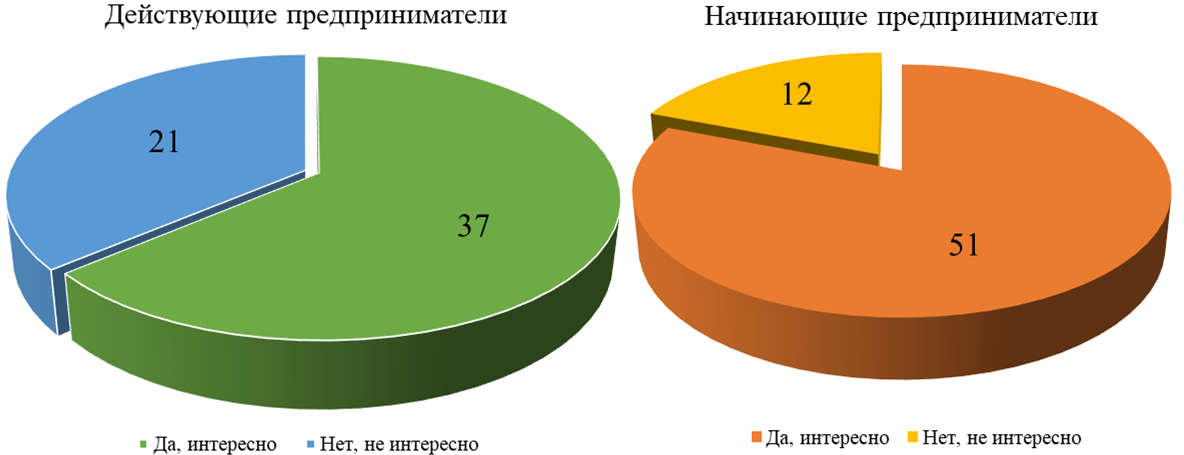 Действующие предприниматели
21
37
Да, интересно
Нет, не интересно
Начинающие предприниматели
12
51
Да, интересно
Нет, не интересно